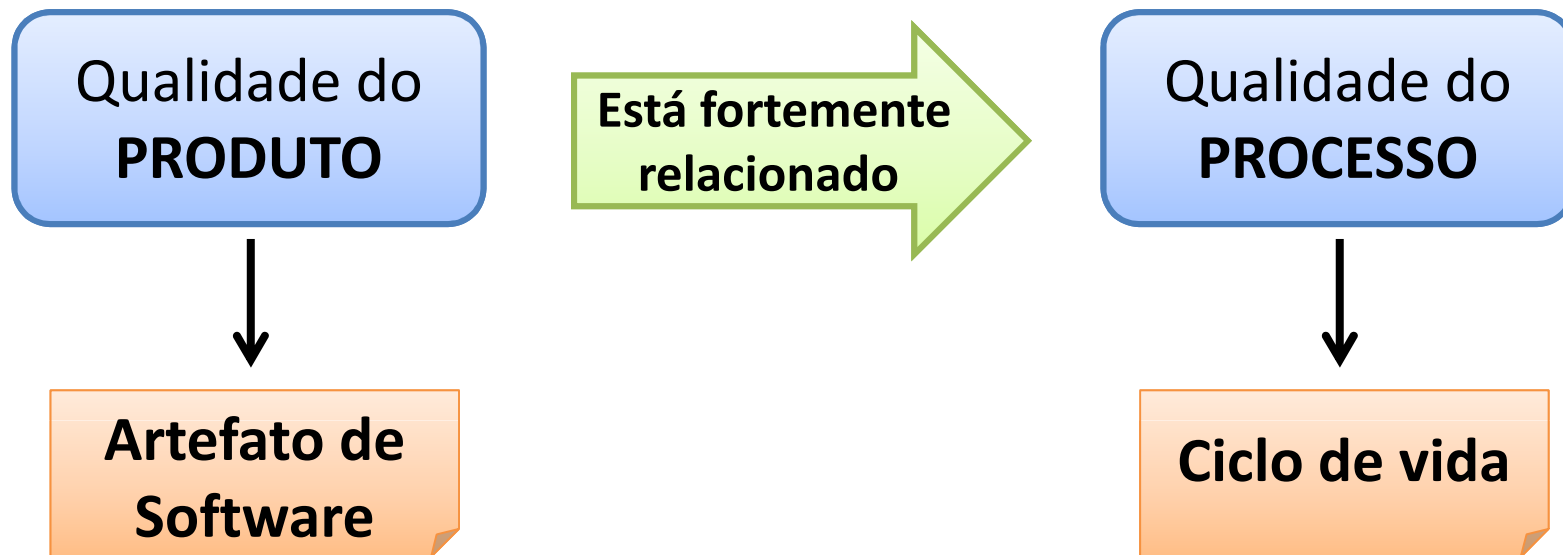 Qualidade do
PRODUTO
Está fortemente
relacionado
Qualidade do
PROCESSO
Artefato de
Software
Ciclo de vida